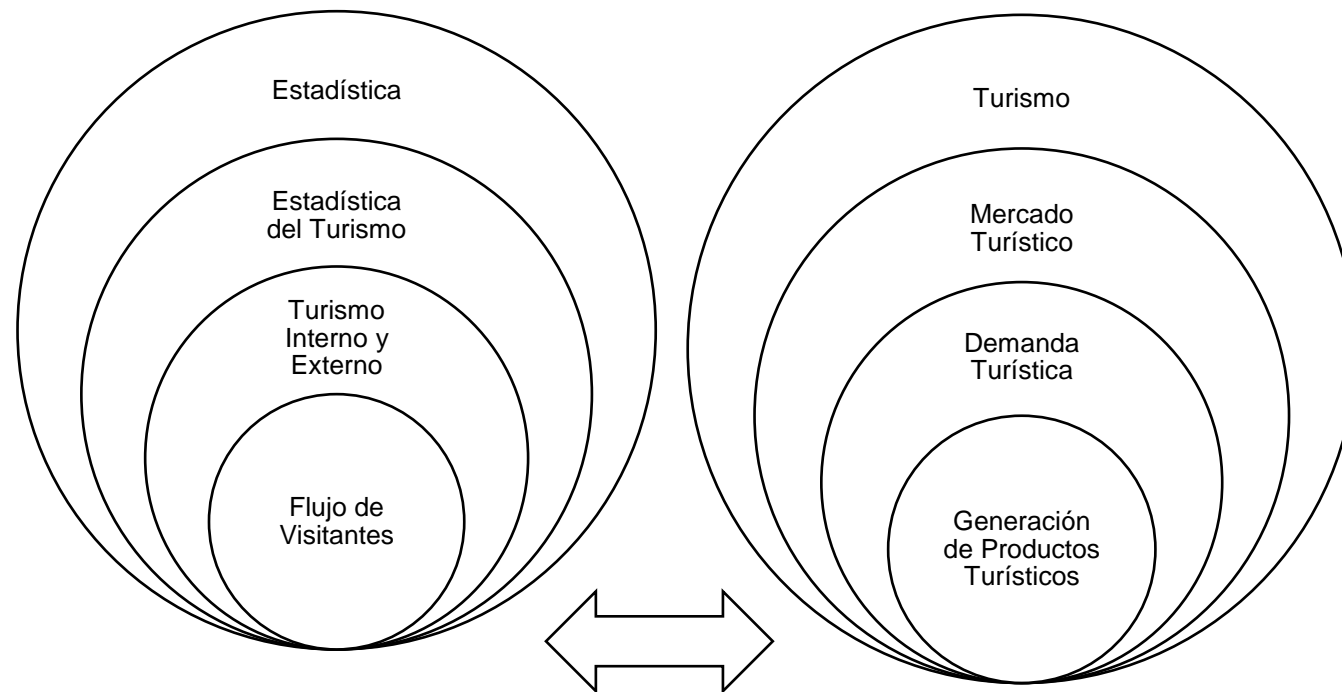 Estadística
Estadística
del Turismo
Turismo
Interno y
Externo
Flujo de
Visitantes
Turismo
Mercado
Turístico
Demanda
Turística
Generación
de Productos
Turísticos